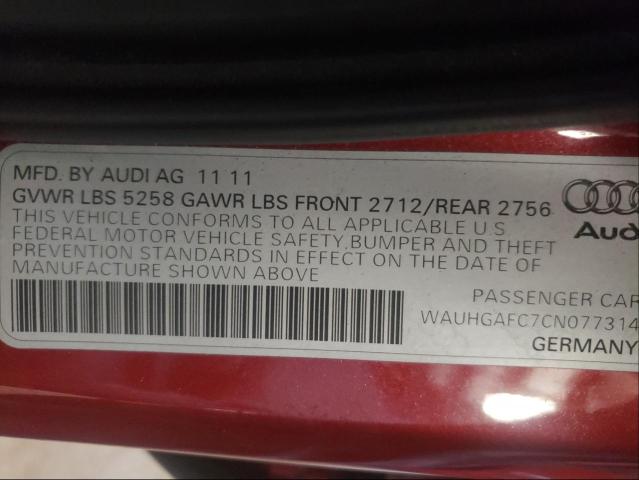 MFD. BY AUDI AG 11 11
GVWR LBS 5258 GAWR LBS FRONT 2712/REAR 2756
THIS VEHICLE CONFORMS TO ALL APPLICABLE U.S
FEDERAL MOTOR VEHICLE SAFETY,BUMPER AND THEFT
PREVENTION STANDARDS IN EFFECT ON THE DATE OF
MANUFACTURE SHOWN ABOVE
Aud
PASSENGER CAR
WAUHGAFC7CN077314
GERMANY